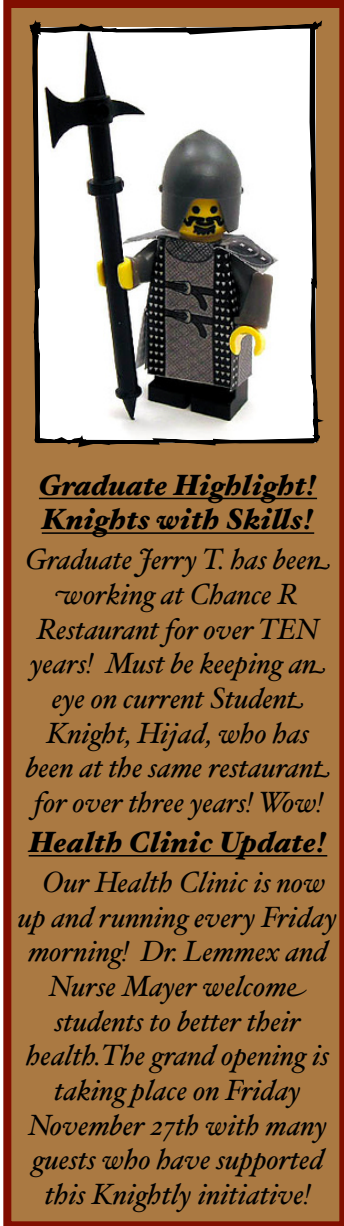 Graduate Highlight!
Knights with Skills!
Graduate Jerry T. has been
working at Chance R
Restaurant for over TEN
years!  Must be keeping an
eye on current Student
Knight, Hijad, who has
been at the same restaurant
for over three years! Wow!
Health Clinic Update!
Our Health Clinic is now
up and running every Friday
morning!  Dr. Lemmex and
Nurse Mayer welcome
students to better their
health.The grand opening is
taking place on Friday
November 27th with many
guests who have supported
this Knightly initiative!